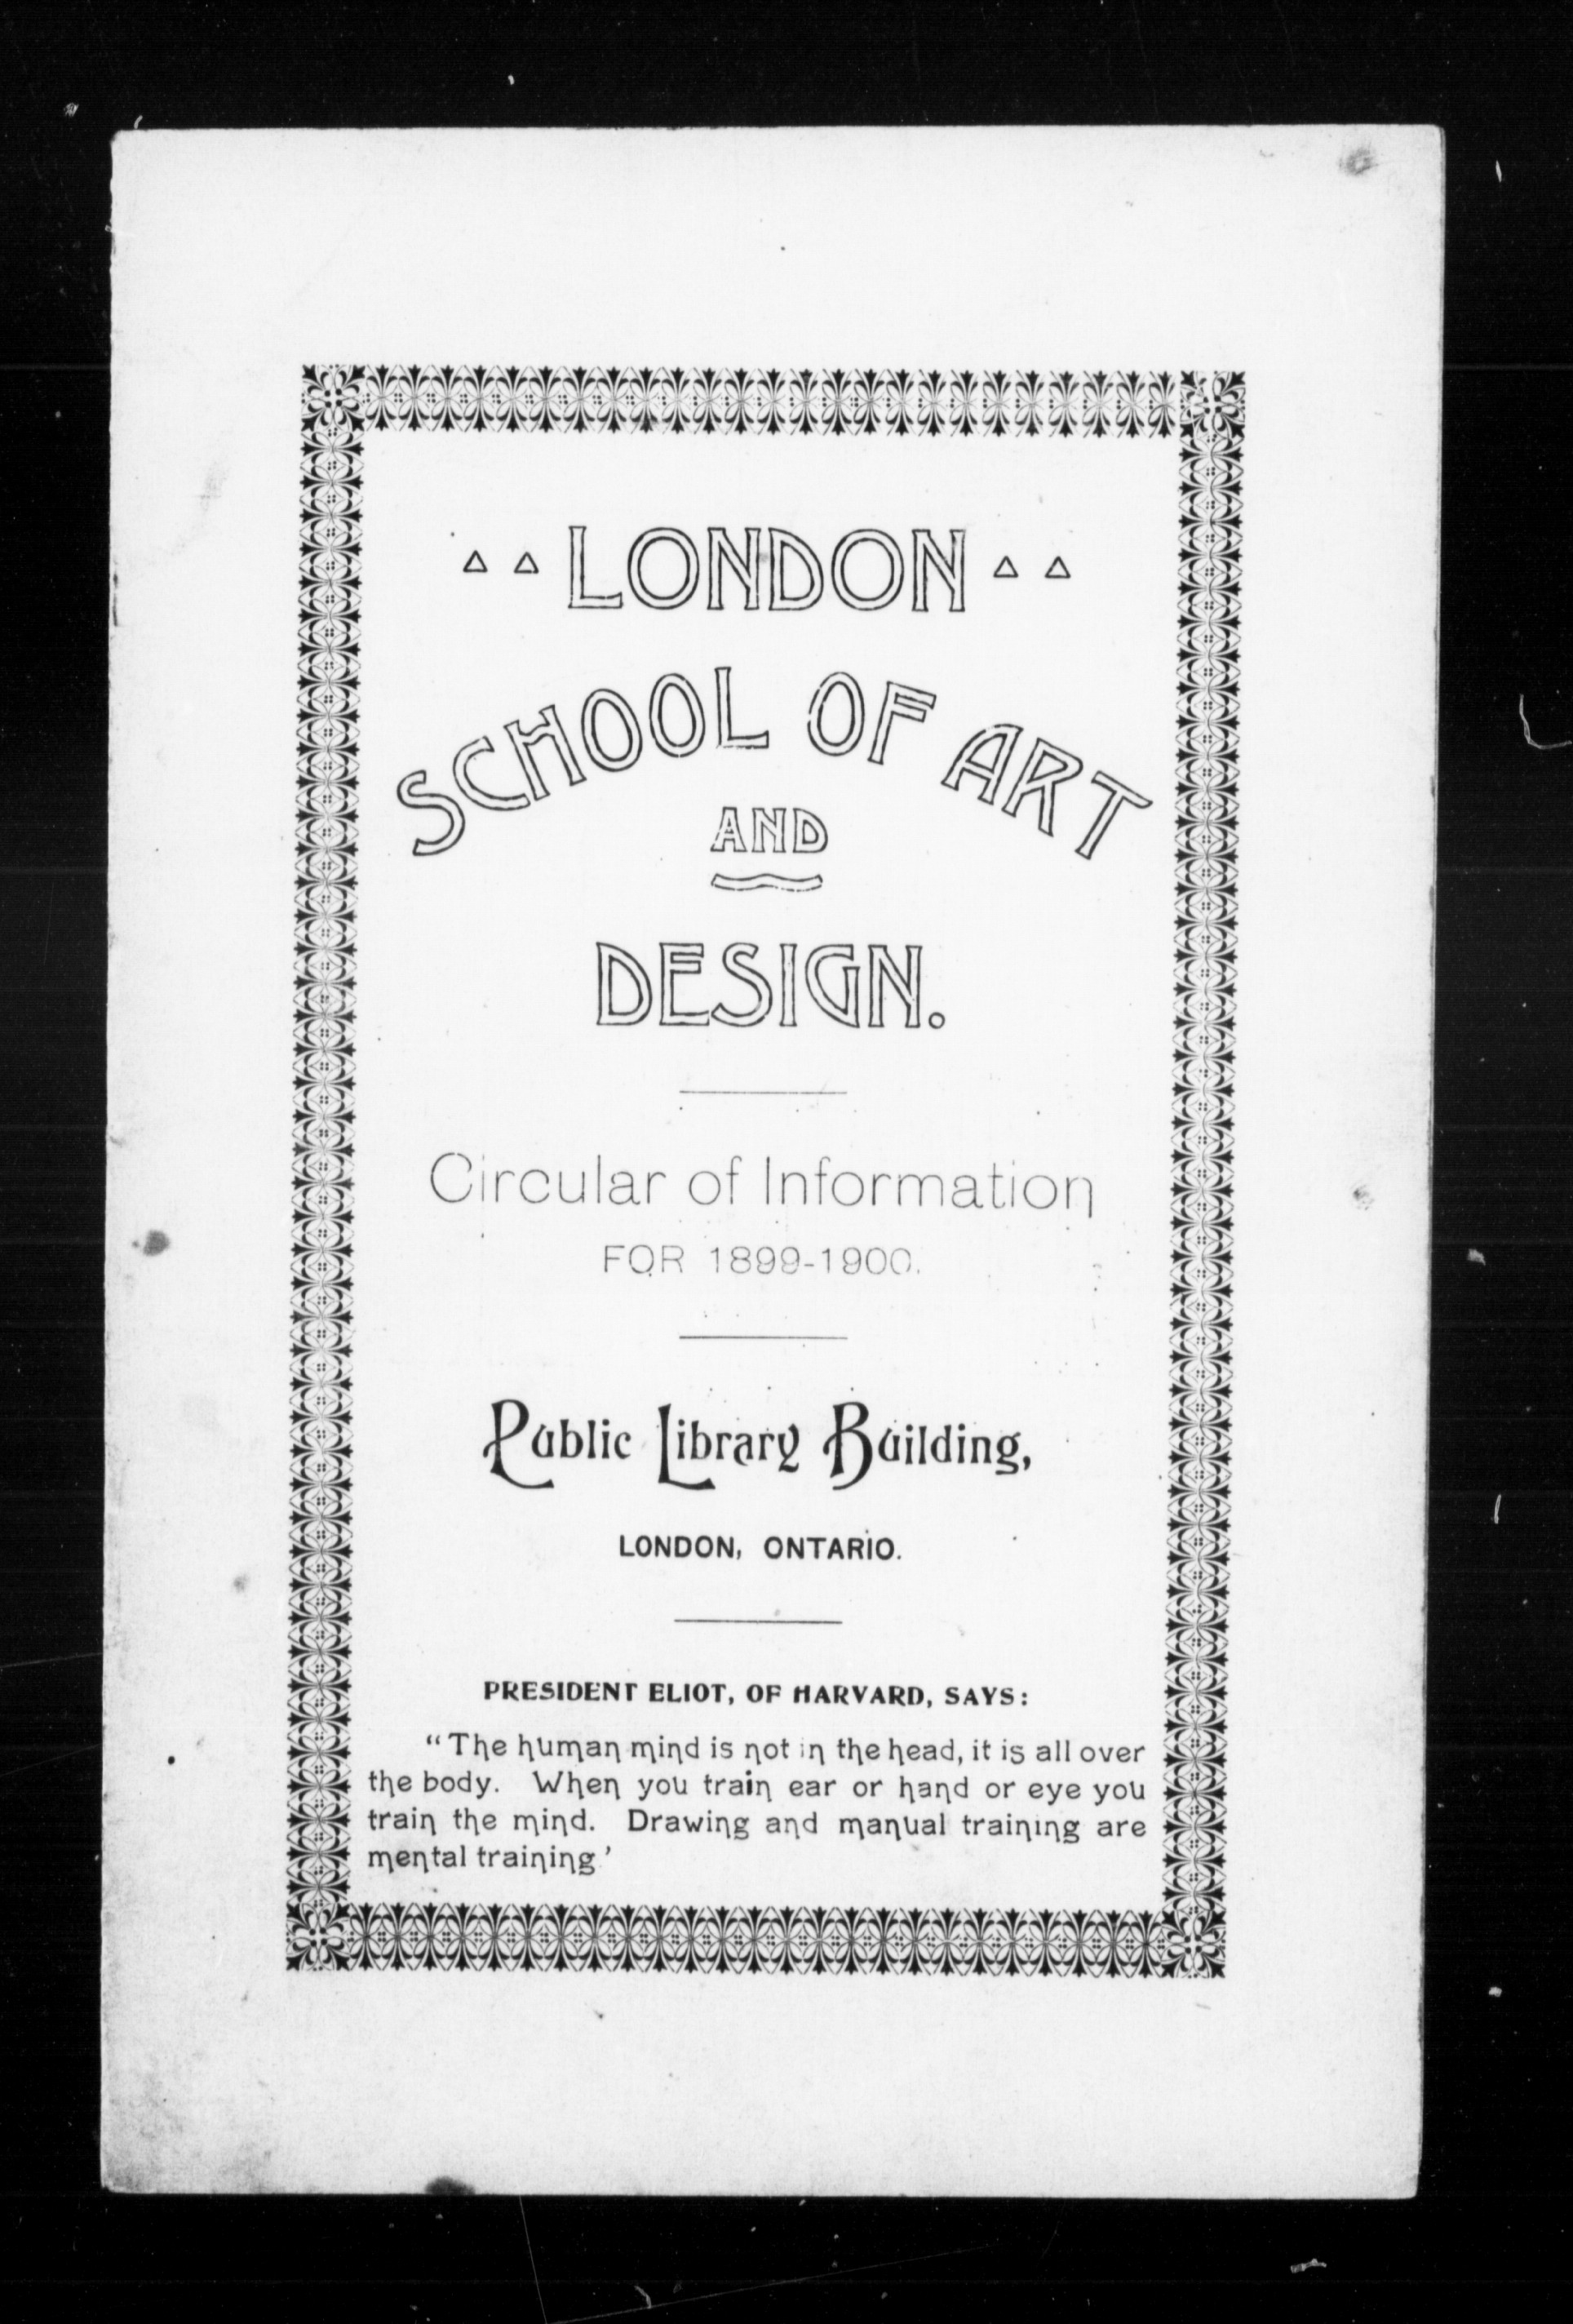 LONDON
SCHOOL OF ART
AND
DESIGN.
Circular of Information
FOR 1899-1900.
Public Library Building,
LONDON, ONTARIO.
PRESIDENT ELIOT, OF HARVARD, SAYS:
"The human mind is not in the head, it is all over
the body. When you train ear or hand or eye you
train the mind. Drawing and manual training are
mental training'